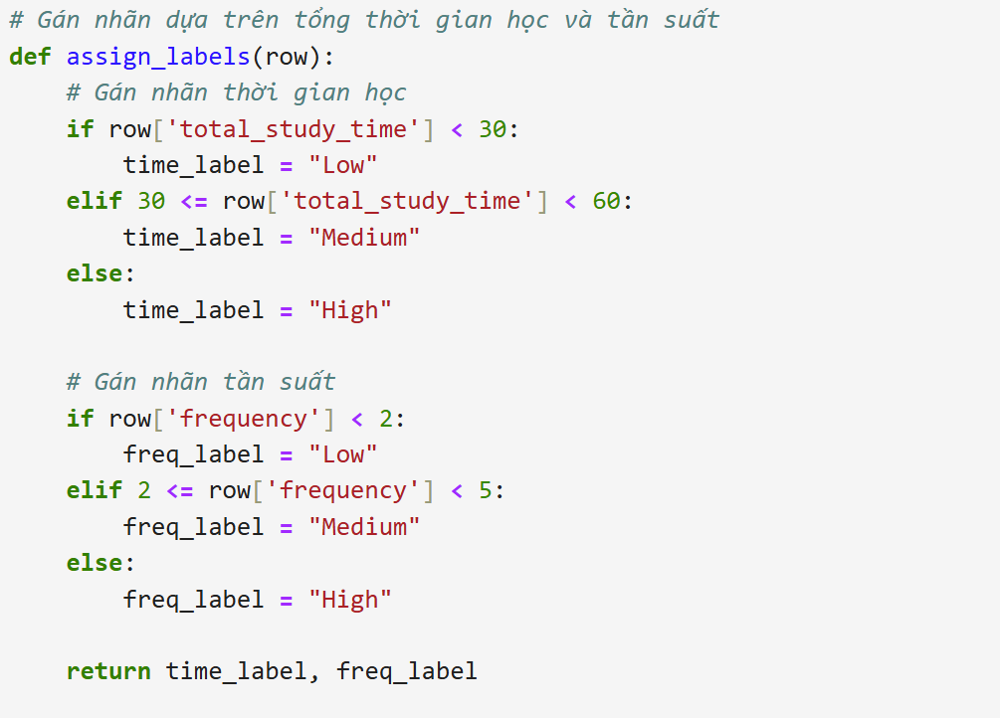 # Gán nhãn dựa trên tổng thời gian học và tần suất
def assign_labels(row):
    # Gán nhãn thời gian học
    if row['total_study_time'] < 30:
        time_label = "Low"
    elif 30 <= row['total_study_time'] < 60:
        time_label = "Medium"
    else:
        time_label = "High"

    # Gán nhãn tần suất
    if row['frequency'] < 2:
        freq_label = "Low"
    elif 2 <= row['frequency'] < 5:
        freq_label = "Medium"
    else:
        freq_label = "High"

    return time_label, freq_label